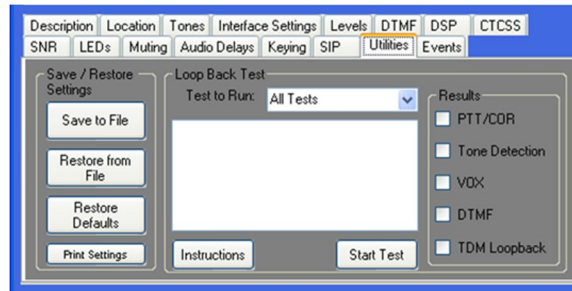 Description Location Tones Interface Settings Levels DTMF DSP CTCSS
SNR LEDs Muting Audio Delays Keying SIP Utilities Events
Save / Restore
Settings
Save to File
Restore from
File
Restore
Defaults
Print Settings
Loop Back Test
Test to Run: All Tests
Instructions
Start Test
Results
PTT/COR
Tone Detection
VOX
DTMF
TDM Loopback